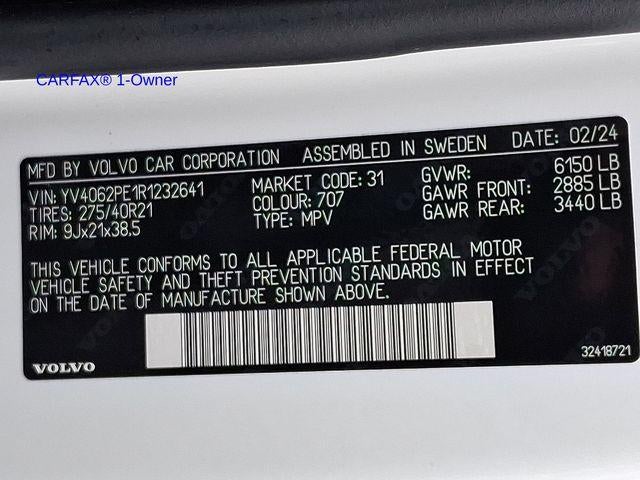 CARFAX® 1-Owner
MFD BY VOLVO CAR CORPORATION ASSEMBLED IN SWEDEN DATE: 02/24
VIN: YV4062PE1R1232641 MARKET CODE: 31 GVWR: 6150 LB
TIRES: 275/40R21 COLOUR: 707 GAWR FRONT: 2885 LB
RIM: 9Jx21x38.5 TYPE: MPV GAWR REAR: 3440 LB
THIS VEHICLE CONFORMS TO ALL APPLICABLE FEDERAL MOTOR
VEHICLE SAFETY AND THEFT PREVENTION STANDARDS IN EFFECT
ON THE DATE OF MANUFACTURE SHOWN ABOVE.
VOLVO 32418721